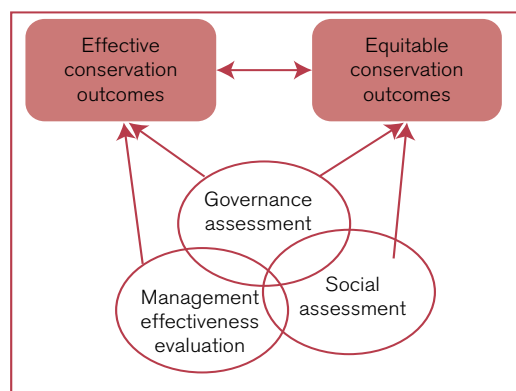 Effective
conservation
outcomes
Equitable
conservation
outcomes
Governance
assessment
Management
effectiveness
evaluation
Social
assessment